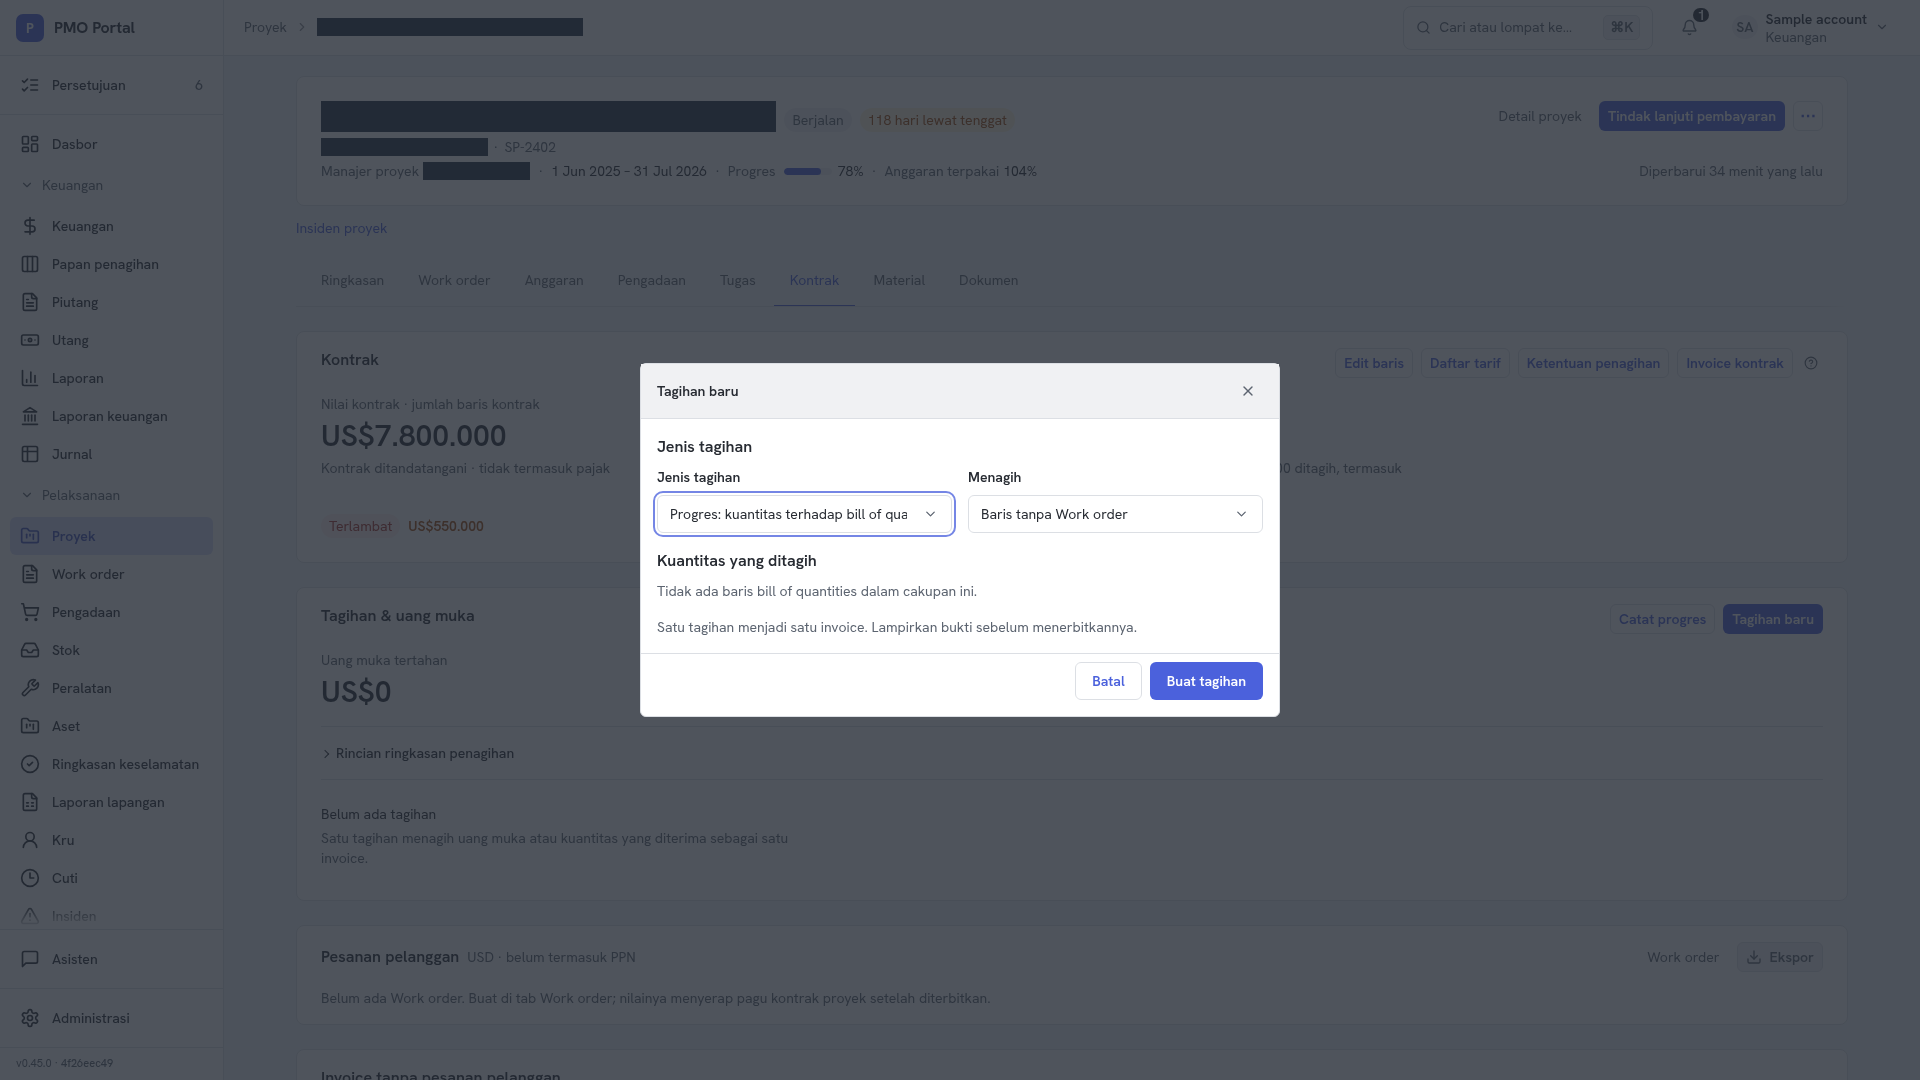 P PMO Portal
Proyek
Cari atau lompat ke... ⌘K
1
SA
Sample account
Keuangan
Persetujuan 6
Dasbor
Keuangan
Keuangan
Papan penagihan
Piutang
Utang
Laporan
Laporan keuangan
Jurnal
Pelaksanaan
Proyek
Work order
Pengadaan
Stok
Peralatan
Aset
Ringkasan keselamatan
Laporan lapangan
Kru
Cuti
Insiden
Asisten
Administrasi
v0.45.0 · 4f26eec49
Berjalan 118 hari lewat tenggat
Detail proyek Tindak lanjuti pembayaran ...
· SP-2402
Manajer proyek · 1 Jun 2025 – 31 Jul 2026 · Progres 78% · Anggaran terpakai 104%
Diperbarui 34 menit yang lalu
Insiden proyek
Ringkasan Work order Anggaran Pengadaan Tugas Kontrak Material Dokumen
Kontrak
Edit baris Daftar tarif Ketentuan penagihan Invoice kontrak
Nilai kontrak · jumlah baris kontrak
US$7.800.000
Kontrak ditandatangani · tidak termasuk pajak
ditagih, termasuk
Terlambat US$550.000
Tagihan & uang muka
Catat progres Tagihan baru
Uang muka tertahan
US$0
Rincian ringkasan penagihan
Belum ada tagihan
Satu tagihan menagih uang muka atau kuantitas yang diterima sebagai satu
invoice.
Pesanan pelanggan USD · belum termasuk PPN
Work order Ekspor
Belum ada Work order. Buat di tab Work order; nilainya menyerap pagu kontrak proyek setelah diterbitkan.
Invoice tanpa pesanan pelanggan
Tagihan baru
Jenis tagihan
Jenis tagihan
Menagih
Progres: kuantitas terhadap bill of qua
Baris tanpa Work order
Kuantitas yang ditagih
Tidak ada baris bill of quantities dalam cakupan ini.
Satu tagihan menjadi satu invoice. Lampirkan bukti sebelum menerbitkannya.
Batal Buat tagihan